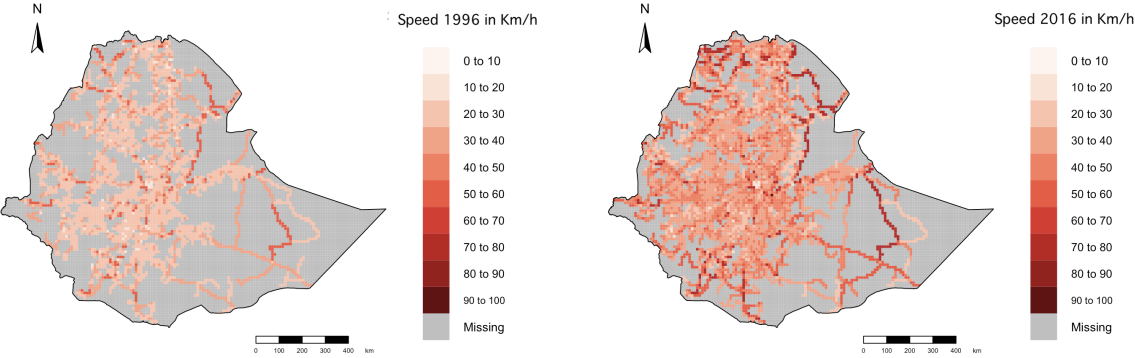 N
Speed 1996 in Km/h
0 to 10
10 to 20
20 to 30
30 to 40
40 to 50
50 to 60
60 to 70
70 to 80
80 to 90
90 to 100
Missing
0 100 200 300 400 km
N
Speed 2016 in Km/h
0 to 10
10 to 20
20 to 30
30 to 40
40 to 50
50 to 60
60 to 70
70 to 80
80 to 90
90 to 100
Missing
0 100 200 300 400 km